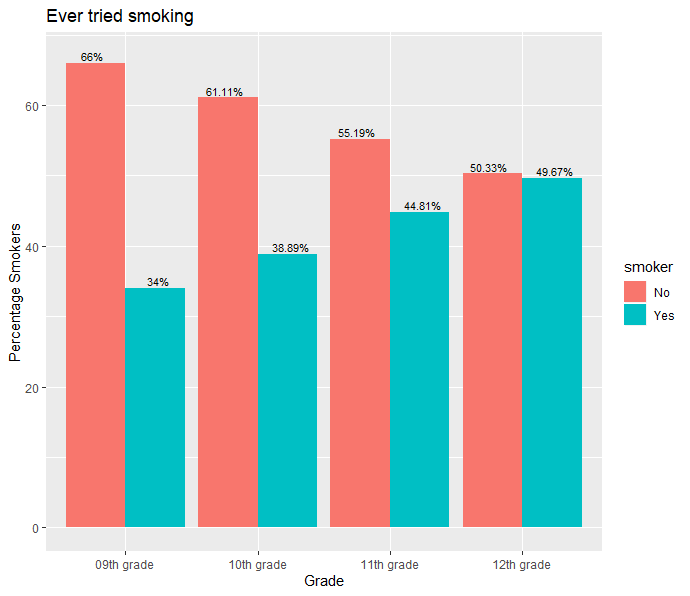 Ever tried smoking
66%
61.11%
55.19%
50.33%
49.67%
44.81%
38.89%
34%
60
40
20
0
Percentage Smokers
09th grade
10th grade
11th grade
12th grade
Grade
smoker
No
Yes